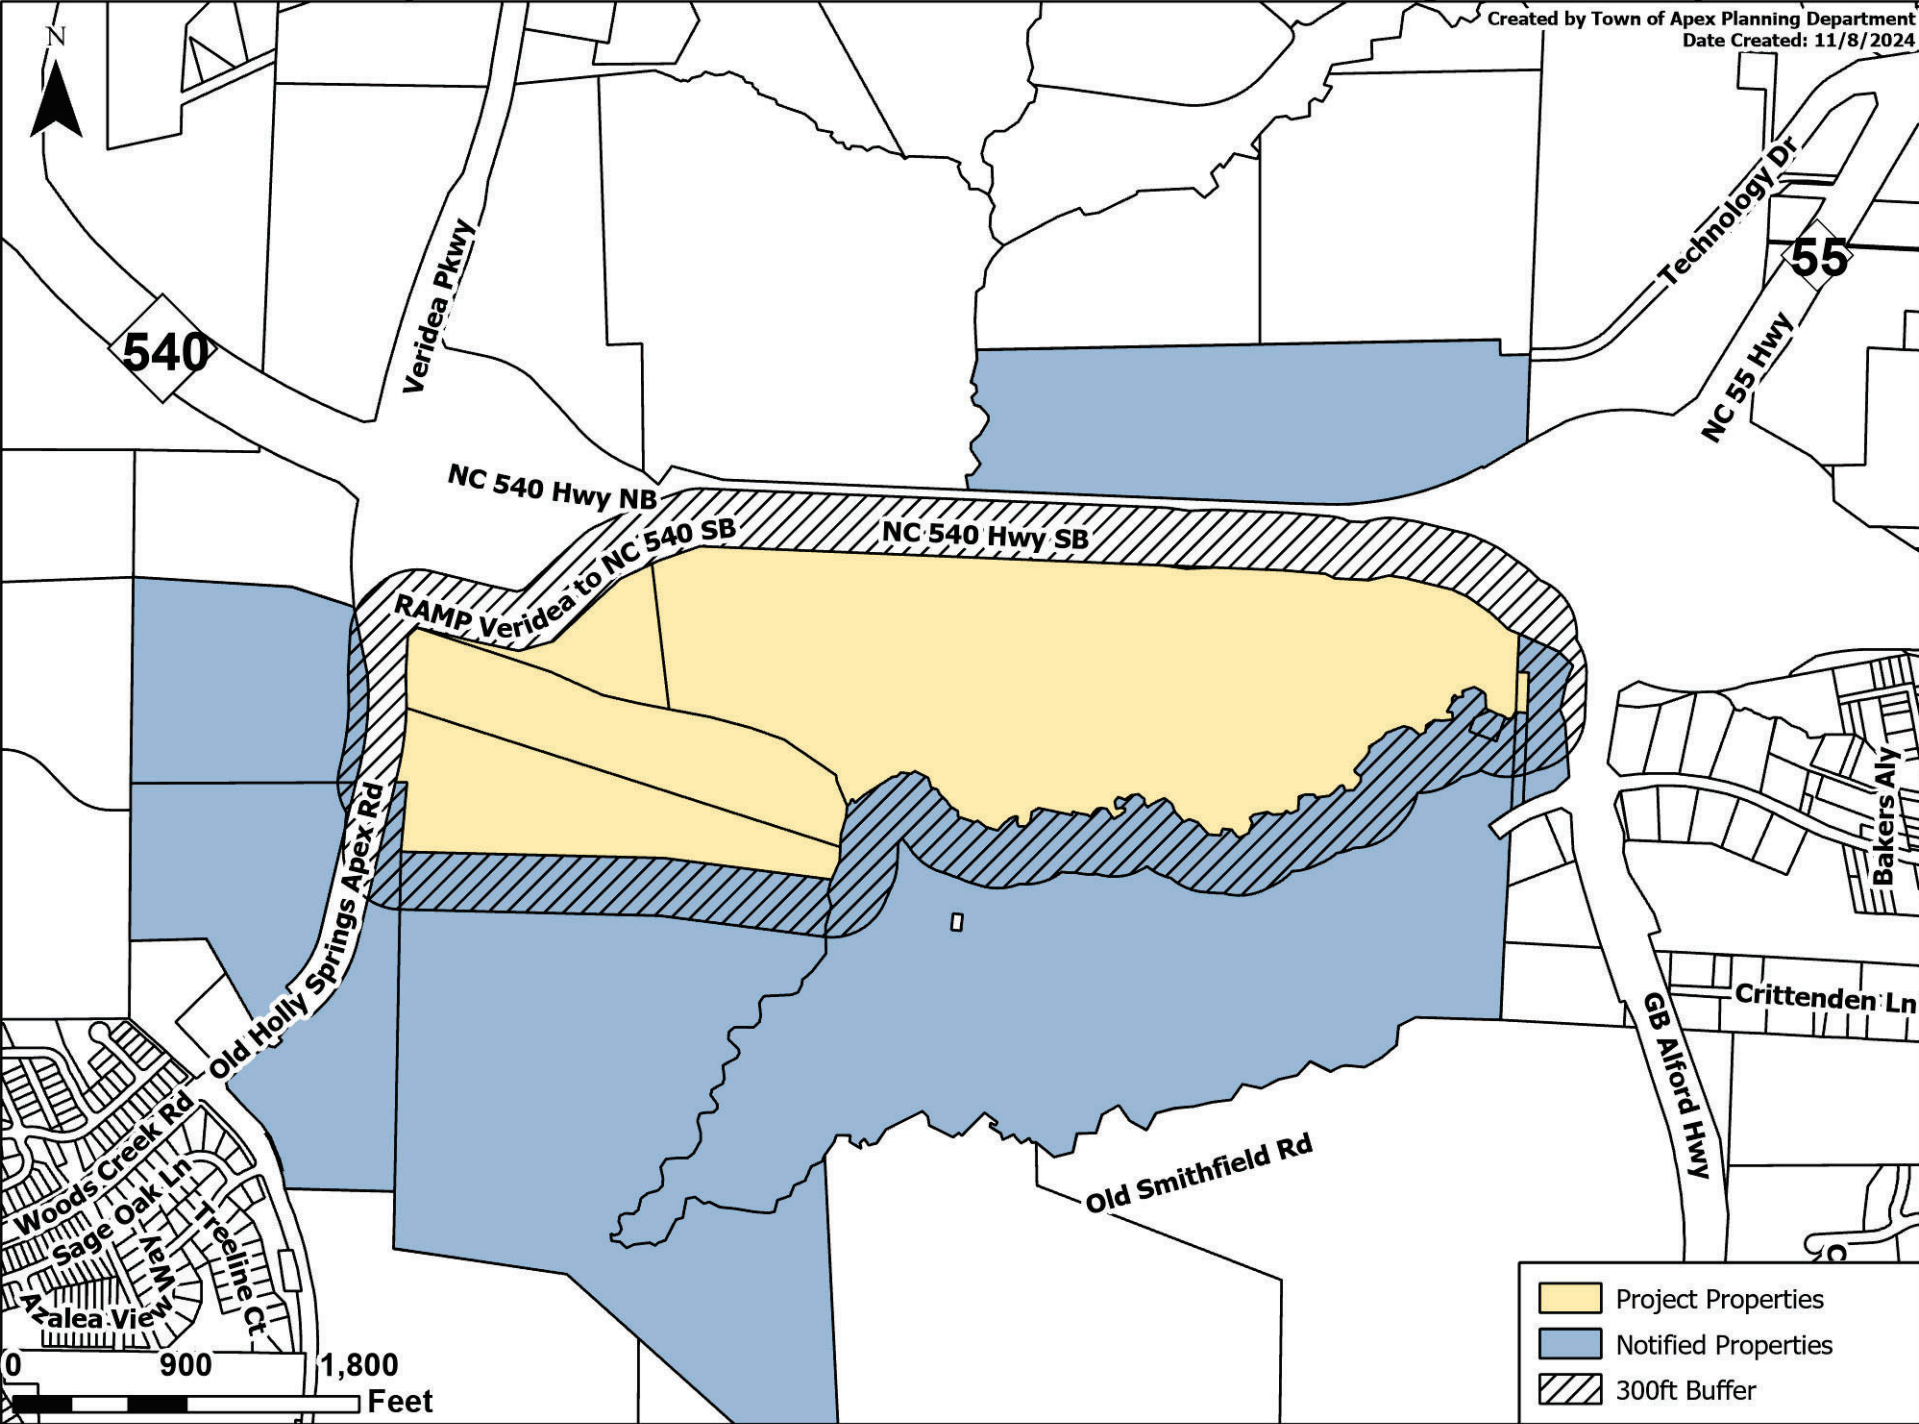 Created by Town of Apex Planning Department
Date Created: 11/8/2024
N
Technology Dr
55
Veridea Pkwy
540
NC 55 Hwy
NC 540 Hwy NB
NC 540 Hwy SB
RAMP Veridea to NC 540 SB
Old Holly Springs Apex Rd
Bakers Aly
Crittenden Ln
GB Alford Hwy
Old Smithfield Rd
Woods Creek Rd
Sage Oak Ln
Treeline Ct
Way
Azalea View
C
0 900 1,800
Feet
Project Properties
Notified Properties
300ft Buffer